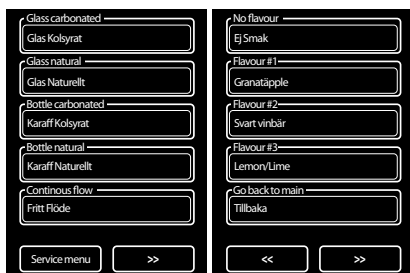 Glass carbonated
Glas Kolsyrat
Glass natural
Glas Naturellt
Bottle carbonated
Karaff Kolsyrat
Bottle natural
Karaff Naturellt
Continous flow
Fritt Flöde
Service menu
>>
No flavour
Ej Smak
Flavour #1
Granatäpple
Flavour #2
Svart vinbär
Flavour #3
Lemon/Lime
Go back to main
Tillbaka
<<
>>